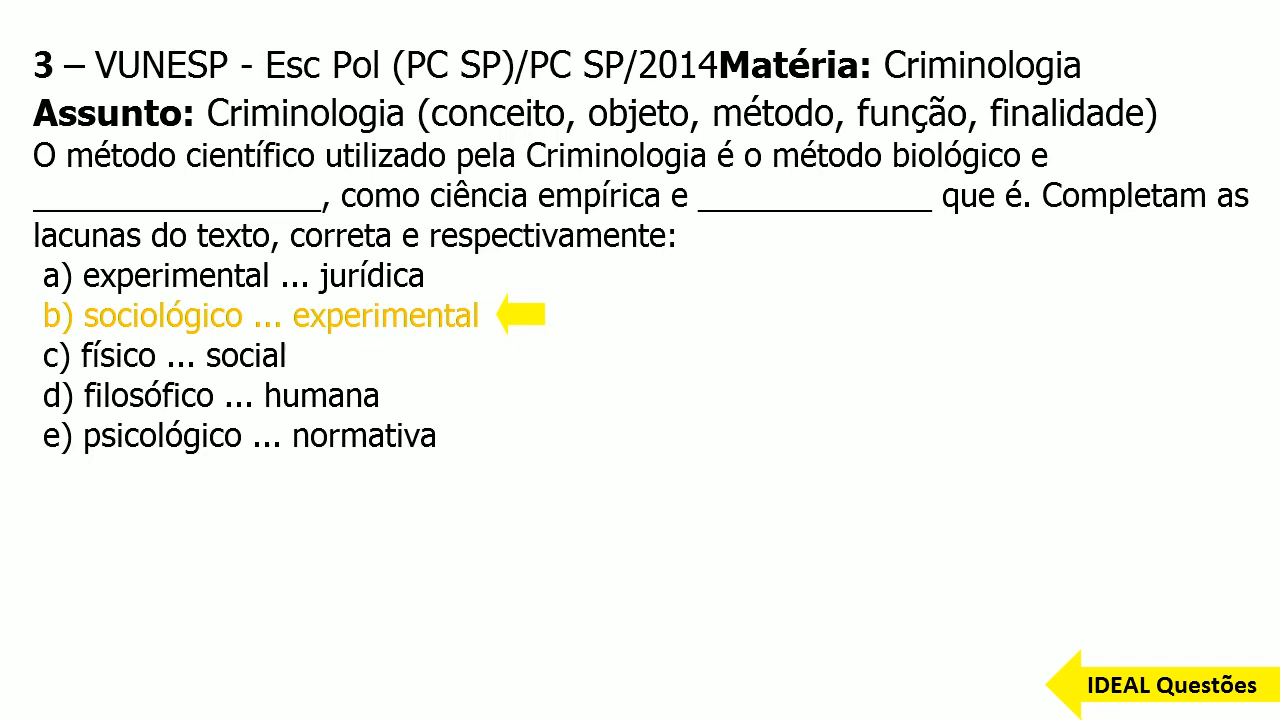 3 – VUNESP - Esc Pol (PC SP)/PC SP/2014Matéria: Criminologia
Assunto: Criminologia (conceito, objeto, método, função, finalidade)
O método científico utilizado pela Criminologia é o método biológico e
_________________, como ciência empírica e ______________ que é. Completam as
lacunas do texto, correta e respectivamente:
a) experimental ... jurídica
b) sociológico ... experimental
c) físico ... social
d) filosófico ... humana
e) psicológico ... normativa
IDEAL Questões